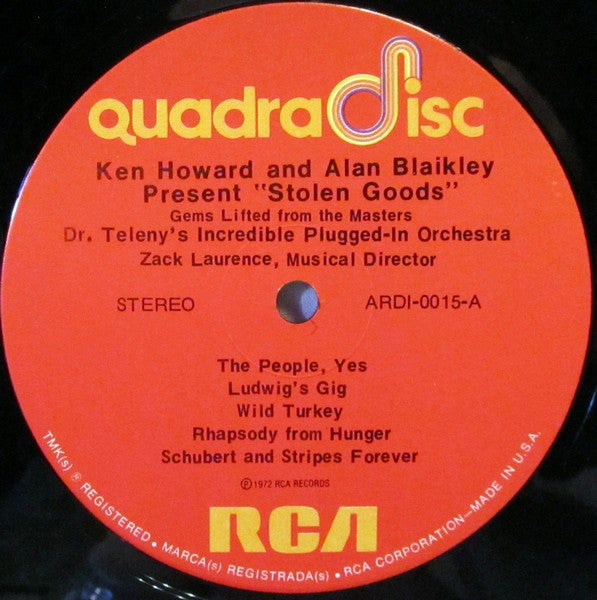 quadradisc
Ken Howard and Alan Blaikley
Present "Stolen Goods"
Gems Lifted from the Masters
Dr. Teleny's Incredible Plugged-In Orchestra
Zack Laurence, Musical Director
STEREO
ARDI-0015-A
The People, Yes
Ludwig's Gig
Wild Turkey
Rhapsody from Hunger
Schubert and Stripes Forever
℗1972 RCA RECORDS
RCA
TMK(s) ® REGISTERED • MARCA(s) REGISTRADA(s) • RCA CORPORATION—MADE IN U.S.A.